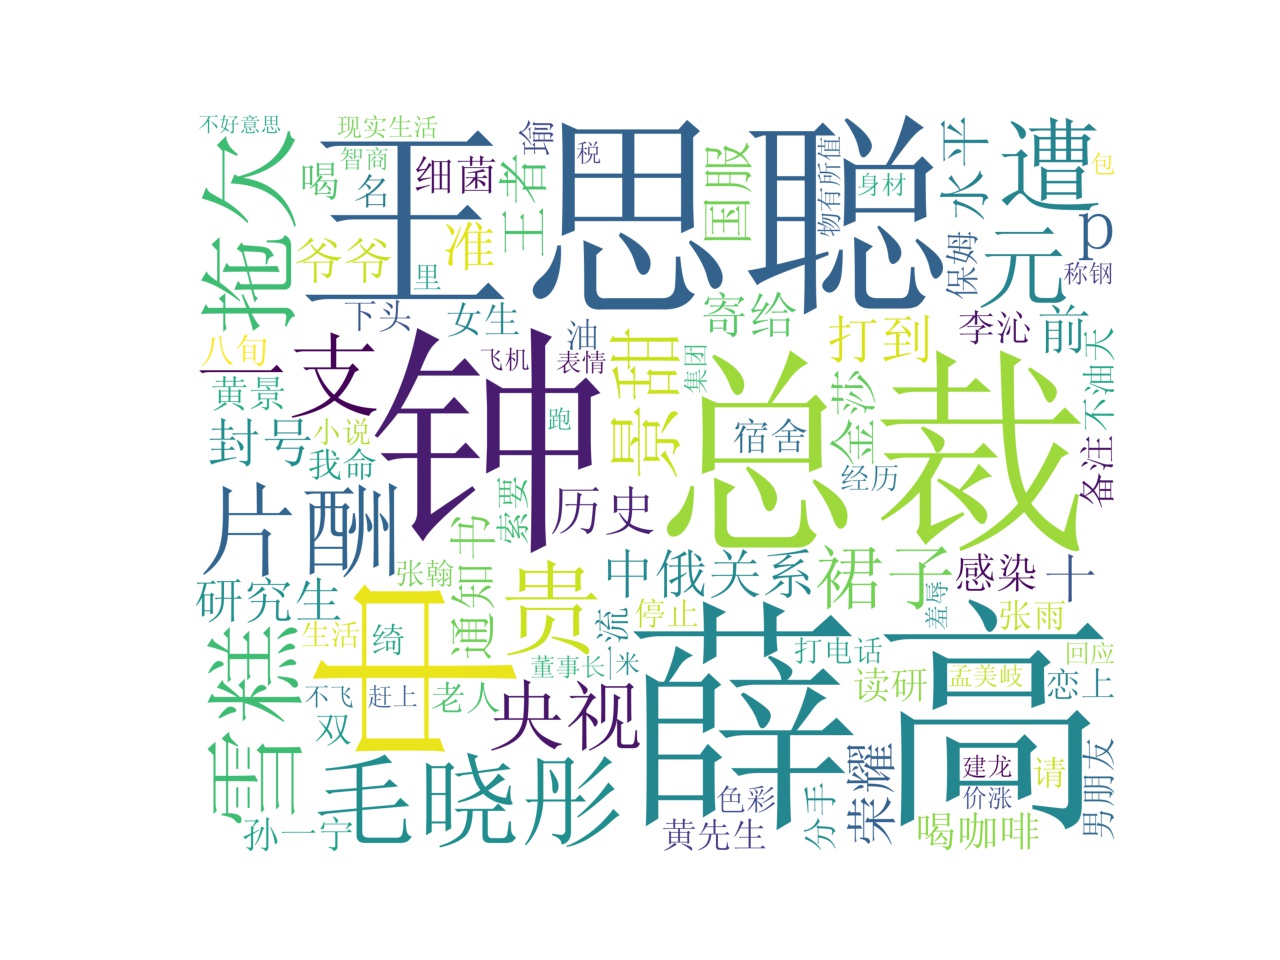 不好意思
现实生活
智商
喝
名
细菌
王者
瑜
税
王思聪
国服
物有所值
身材
水平
遭
包
p
称钢
保姆
元
拖欠
爷爷
准
里
下头
女生
油
寄给
打到
李沁
前
八旬
一支
飞机
表情
景甜
集团
金莎
不油天
黄景
钟
跑
总裁
宿舍
封号
小说
我命
历史
索要
经历
备注
片酬
通知书
张翰
中俄关系
裙子
感染
十
研究生
贵
流
停止
羞辱
张雨
生活
绮
中
董事长
米
打电话
回应
雪糕
不飞
赶上
老人
央视
薛
高
读研
孟美岐
恋上
双
毛晓彤
色彩
分手
荣耀
建龙
请
价涨
男朋友
孙一宁
黄先生
喝咖啡